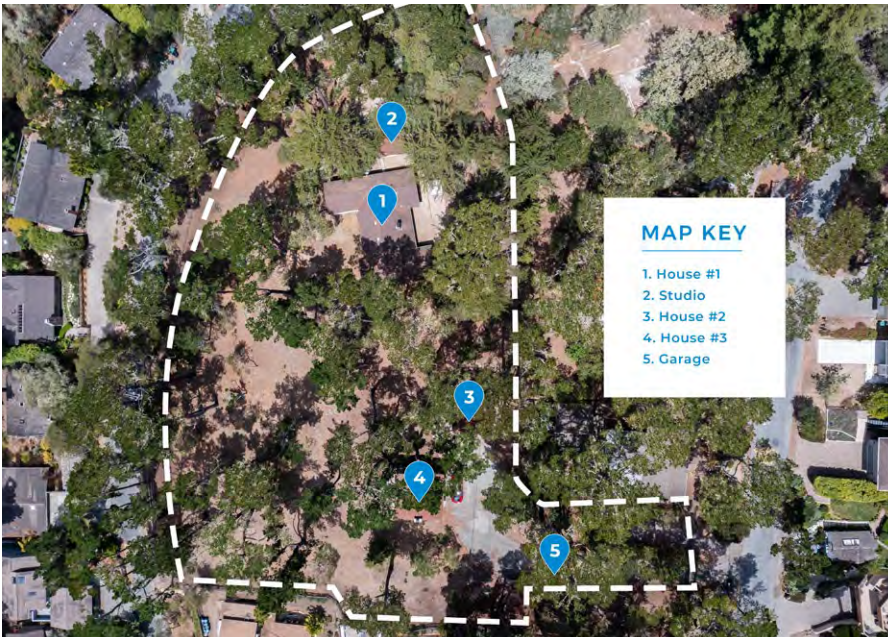 2
1
3
4
5
MAP KEY
1. House #1
2. Studio
3. House #2
4. House #3
5. Garage